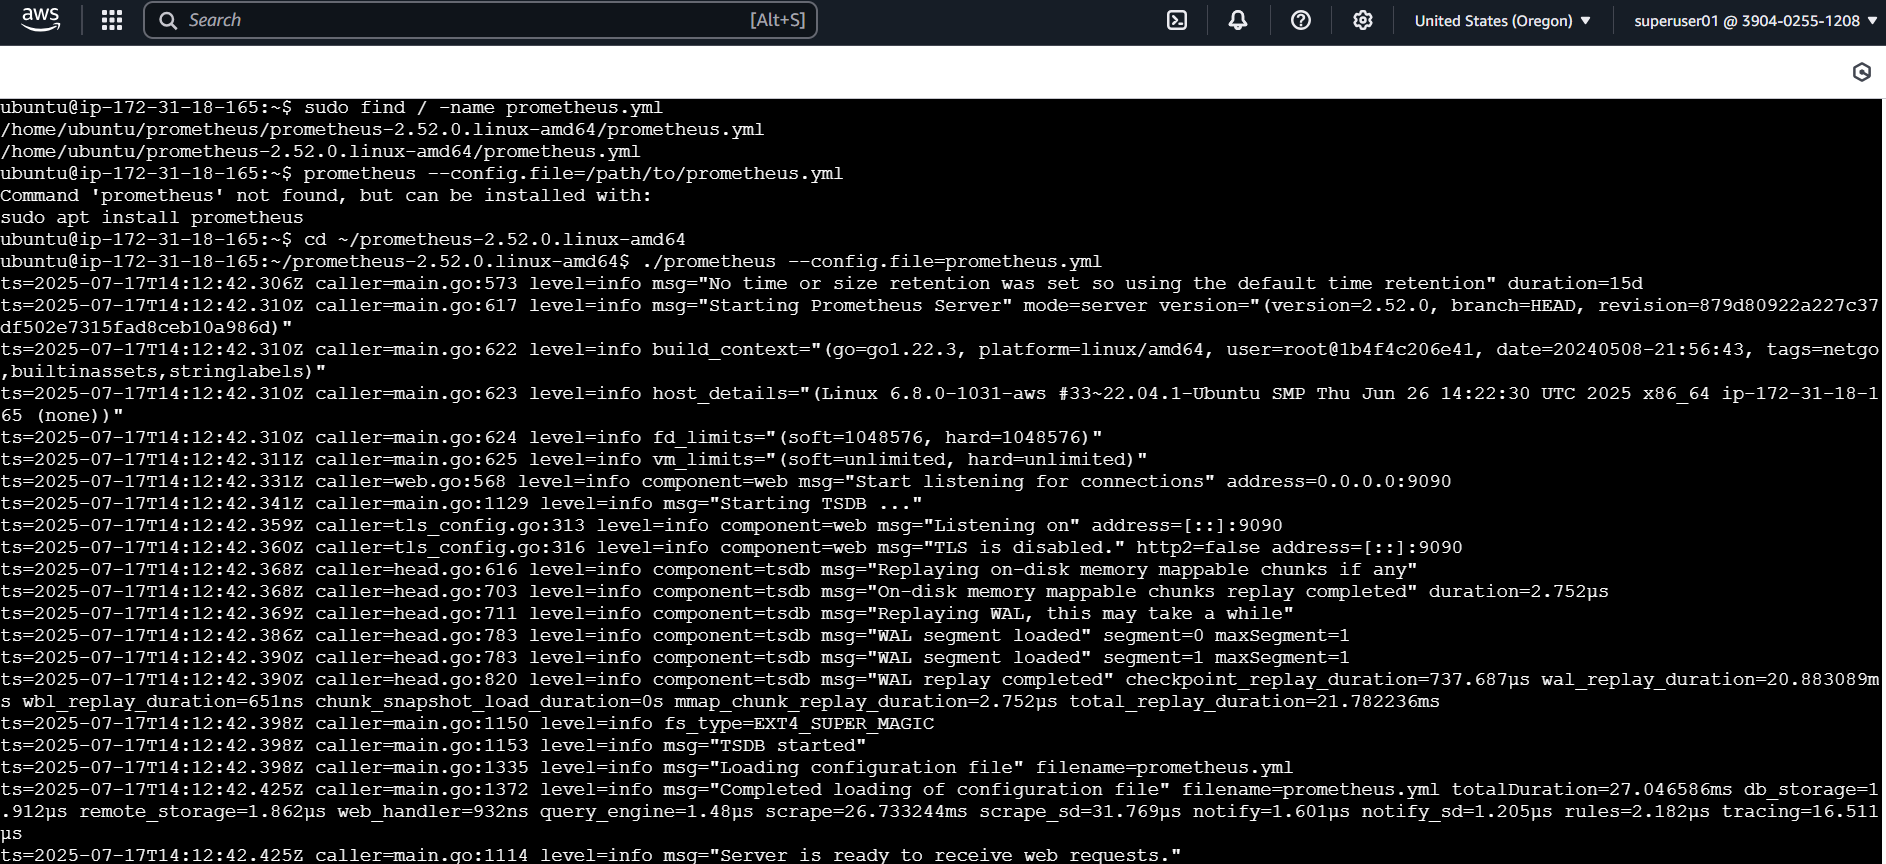 aws
Search [Alt+S] United States (Oregon) ▼ superuser01 @ 3904-0255-1208 ▼
ubuntu@ip-172-31-18-165:~$ sudo find / -name prometheus.yml
/home/ubuntu/prometheus/prometheus-2.52.0.linux-amd64/prometheus.yml
/home/ubuntu/prometheus-2.52.0.linux-amd64/prometheus.yml
ubuntu@ip-172-31-18-165:~$ prometheus --config.file=/path/to/prometheus.yml
Command 'prometheus' not found, but can be installed with:
sudo apt install prometheus
ubuntu@ip-172-31-18-165:~$ cd ~/prometheus-2.52.0.linux-amd64
ubuntu@ip-172-31-18-165:~/prometheus-2.52.0.linux-amd64$ ./prometheus --config.file=prometheus.yml
ts=2025-07-17T14:12:42.306Z caller=main.go:573 level=info msg="No time or size retention was set so using the default time retention" duration=15d
ts=2025-07-17T14:12:42.310Z caller=main.go:617 level=info msg="Starting Prometheus Server" mode=server version="(version=2.52.0, branch=HEAD, revision=879d80922a227c37
df502e7315fad8ceb10a986d)"
ts=2025-07-17T14:12:42.310Z caller=main.go:622 level=info build_context="(go=go1.22.3, platform=linux/amd64, user=root@1b4f4c206e41, date=20240508-21:56:43, tags=netgo
,builtinassets,stringlabels)"
ts=2025-07-17T14:12:42.310Z caller=main.go:623 level=info host_details="(Linux 6.8.0-1031-aws #33~22.04.1-Ubuntu SMP Thu Jun 26 14:22:30 UTC 2025 x86_64 ip-172-31-18-1
65 (none))"
ts=2025-07-17T14:12:42.310Z caller=main.go:624 level=info fd_limits="(soft=1048576, hard=1048576)"
ts=2025-07-17T14:12:42.311Z caller=main.go:625 level=info vm_limits="(soft=unlimited, hard=unlimited)"
ts=2025-07-17T14:12:42.331Z caller=web.go:568 level=info component=web msg="Start listening for connections" address=0.0.0.0:9090
ts=2025-07-17T14:12:42.341Z caller=main.go:1129 level=info msg="Starting TSDB ..."
ts=2025-07-17T14:12:42.359Z caller=tls_config.go:313 level=info component=web msg="Listening on" address=[::]:9090
ts=2025-07-17T14:12:42.360Z caller=tls_config.go:316 level=info component=web msg="TLS is disabled." http2=false address=[::]:9090
ts=2025-07-17T14:12:42.368Z caller=head.go:616 level=info component=tsdb msg="Replaying on-disk memory mappable chunks if any"
ts=2025-07-17T14:12:42.368Z caller=head.go:703 level=info component=tsdb msg="On-disk memory mappable chunks replay completed" duration=2.752µs
ts=2025-07-17T14:12:42.369Z caller=head.go:711 level=info component=tsdb msg="Replaying WAL, this may take a while"
ts=2025-07-17T14:12:42.386Z caller=head.go:783 level=info component=tsdb msg="WAL segment loaded" segment=0 maxSegment=1
ts=2025-07-17T14:12:42.390Z caller=head.go:783 level=info component=tsdb msg="WAL segment loaded" segment=1 maxSegment=1
ts=2025-07-17T14:12:42.390Z caller=head.go:820 level=info component=tsdb msg="WAL replay completed" checkpoint_replay_duration=737.687µs wal_replay_duration=20.883089m
s wbl_replay_duration=651ns chunk_snapshot_load_duration=0s mmap_chunk_replay_duration=2.752µs total_replay_duration=21.782236ms
ts=2025-07-17T14:12:42.398Z caller=main.go:1150 level=info fs_type=EXT4_SUPER_MAGIC
ts=2025-07-17T14:12:42.398Z caller=main.go:1153 level=info msg="TSDB started"
ts=2025-07-17T14:12:42.398Z caller=main.go:1335 level=info msg="Loading configuration file" filename=prometheus.yml
ts=2025-07-17T14:12:42.425Z caller=main.go:1372 level=info msg="Completed loading of configuration file" filename=prometheus.yml totalDuration=27.046586ms db_storage=1
.912µs remote_storage=1.862µs web_handler=932ns query_engine=1.48µs scrape=26.733244ms scrape_sd=31.769µs notify=1.601µs notify_sd=1.205µs rules=2.182µs tracing=16.511
µs
ts=2025-07-17T14:12:42.425Z caller=main.go:1114 level=info msg="Server is ready to receive web requests."